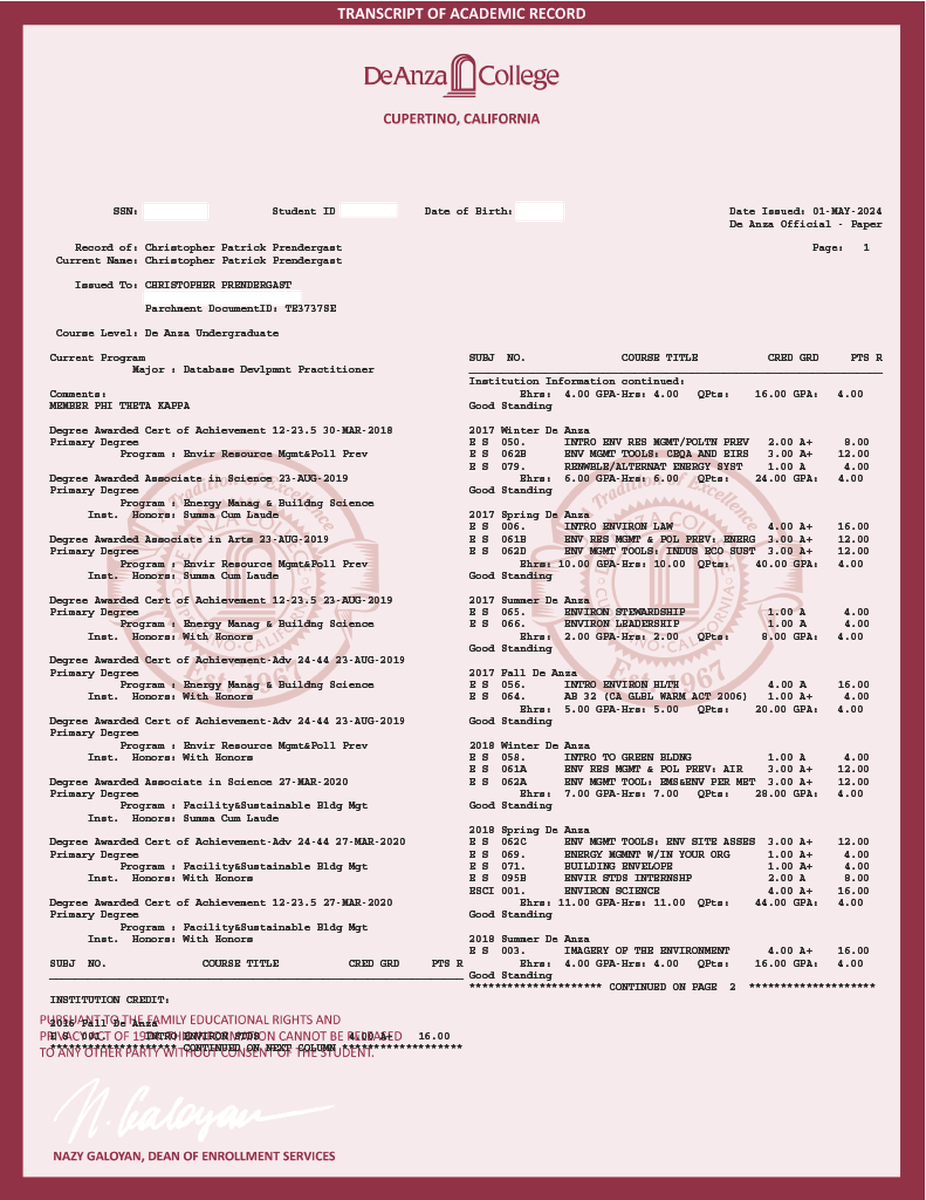 TRANSCRIPT OF ACADEMIC RECORD
DeAnza College
CUPERTINO, CALIFORNIA
SSN: Student ID Date of Birth: Date Issued: 01-MAY-2024
De Anza Official - Paper
Record of: Christopher Patrick Prendergast Page: 1
Current Name: Christopher Patrick Prendergast
Issued To: CHRISTOPHER PRENDERGAST
Parchment DocumentID: TE3737SE
Course Level: De Anza Undergraduate
Current Program
Major : Database Devlpmnt Practitioner
Comments:
MEMBER PHI THETA KAPPA
Degree Awarded Cert of Achievement 12-23.5 30-MAR-2018
Primary Degree
Program : Envir Resource Mgmt&Poll Prev
Degree Awarded Associate in Science 23-AUG-2019
Primary Degree
Program : Energy Manag & Buildng Science
Inst. Honors: Summa Cum Laude
Degree Awarded Associate in Arts 23-AUG-2019
Primary Degree
Program : Envir Resource Mgmt&Poll Prev
Inst. Honors: Summa Cum Laude
Degree Awarded Cert of Achievement 12-23.5 23-AUG-2019
Primary Degree
Program : Energy Manag & Buildng Science
Inst. Honors: With Honors
Degree Awarded Cert of Achievement-Adv 24-44 23-AUG-2019
Primary Degree
Program : Energy Manag & Buildng Science
Inst. Honors: With Honors
Degree Awarded Cert of Achievement-Adv 24-44 23-AUG-2019
Primary Degree
Program : Envir Resource Mgmt&Poll Prev
Inst. Honors: With Honors
Degree Awarded Associate in Science 27-MAR-2020
Primary Degree
Program : Facility&Sustainable Bldg Mgt
Inst. Honors: Summa Cum Laude
Degree Awarded Cert of Achievement-Adv 24-44 27-MAR-2020
Primary Degree
Program : Facility&Sustainable Bldg Mgt
Inst. Honors: With Honors
Degree Awarded Cert of Achievement 12-23.5 27-MAR-2020
Primary Degree
Program : Facility&Sustainable Bldg Mgt
Inst. Honors: With Honors
SUBJ NO. COURSE TITLE CRED GRD PTS R
INSTITUTION CREDIT:
2016 Fall De Anza
E S 001. INTRO ENVIRON STDS 4.00 A+ 16.00
******************** CONTINUED ON NEXT COLUMN *******************
SUBJ NO. COURSE TITLE CRED GRD PTS R
Institution Information continued:
Ehrs: 4.00 GPA-Hrs: 4.00 QPts: 16.00 GPA: 4.00
Good Standing
2017 Winter De Anza
E S 050. INTRO ENV RES MGMT/POLTN PREV 2.00 A+ 8.00
E S 062B ENV MGMT TOOLS: CEQA AND EIRS 3.00 A+ 12.00
E S 079. RENWBLE/ALTERNAT ENERGY SYST 1.00 A 4.00
Ehrs: 6.00 GPA-Hrs: 6.00 QPts: 24.00 GPA: 4.00
Good Standing
2017 Spring De Anza
E S 006. INTRO ENVIRON LAW 4.00 A+ 16.00
E S 061B ENV RES MGMT & POL PREV: ENERG 3.00 A+ 12.00
E S 062D ENV MGMT TOOLS: INDUS ECO SUST 3.00 A+ 12.00
Ehrs: 10.00 GPA-Hrs: 10.00 QPts: 40.00 GPA: 4.00
Good Standing
2017 Summer De Anza
E S 065. ENVIRON STEWARDSHIP 1.00 A 4.00
E S 066. ENVIRON LEADERSHIP 1.00 A 4.00
Ehrs: 2.00 GPA-Hrs: 2.00 QPts: 8.00 GPA: 4.00
Good Standing
2017 Fall De Anza
E S 056. INTRO ENVIRON HLTH 4.00 A 16.00
E S 064. AB 32 (CA GLBL WARM ACT 2006) 1.00 A+ 4.00
Ehrs: 5.00 GPA-Hrs: 5.00 QPts: 20.00 GPA: 4.00
Good Standing
2018 Winter De Anza
E S 058. INTRO TO GREEN BLDNG 1.00 A 4.00
E S 061A ENV RES MGMT & POL PREV: AIR 3.00 A+ 12.00
E S 062A ENV MGMT TOOL: EMS&ENV PER MET 3.00 A+ 12.00
Ehrs: 7.00 GPA-Hrs: 7.00 QPts: 28.00 GPA: 4.00
Good Standing
2018 Spring De Anza
E S 062C ENV MGMT TOOLS: ENV SITE ASSES 3.00 A+ 12.00
E S 069. ENERGY MGMNT W/IN YOUR ORG 1.00 A+ 4.00
E S 071. BUILDING ENVELOPE 1.00 A+ 4.00
E S 095B ENVIR STDS INTERNSHP 2.00 A 8.00
ESCI 001. ENVIRON SCIENCE 4.00 A+ 16.00
Ehrs: 11.00 GPA-Hrs: 11.00 QPts: 44.00 GPA: 4.00
Good Standing
2018 Summer De Anza
E S 003. IMAGERY OF THE ENVIRONMENT 4.00 A+ 16.00
Ehrs: 4.00 GPA-Hrs: 4.00 QPts: 16.00 GPA: 4.00
Good Standing
******************** CONTINUED ON PAGE 2 *******************
PURSUANT TO THE FAMILY EDUCATIONAL RIGHTS AND
PRIVACY ACT OF 1974, THIS INFORMATION CANNOT BE RELEASED
TO ANY OTHER PARTY WITHOUT CONSENT OF THE STUDENT.
N. Galoyan
NAZY GALOYAN, DEAN OF ENROLLMENT SERVICES
A Tradition of Excellence
DE ANZA COLLEGE
CUPERTINO · CALIFORNIA
Est. 1967
A Tradition of Excellence
DE ANZA COLLEGE
CUPERTINO · CALIFORNIA
Est. 1967